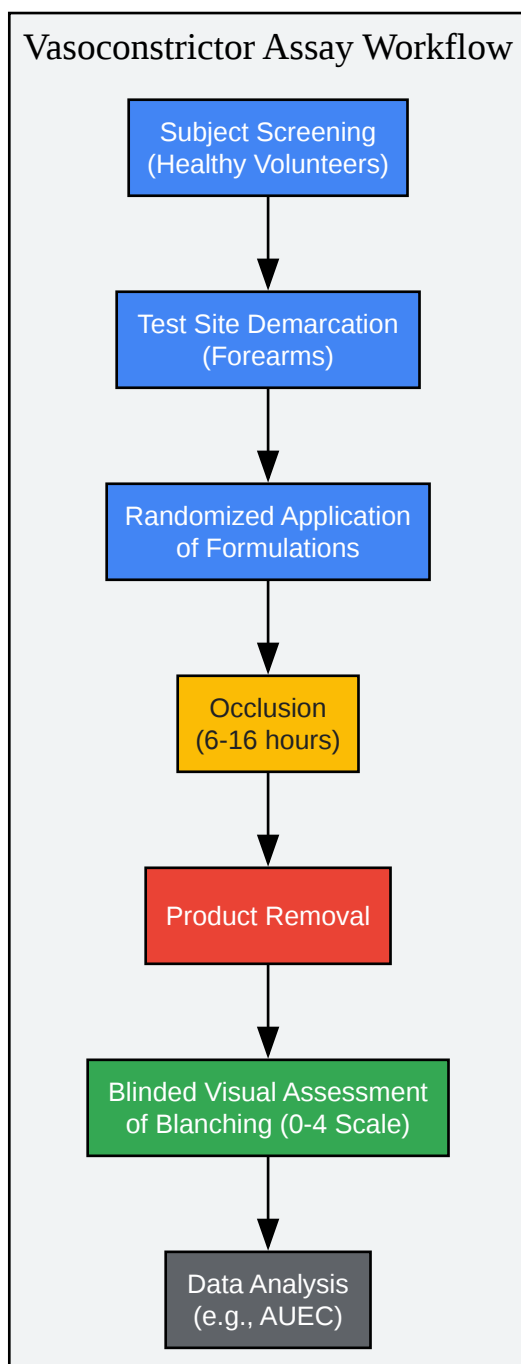 Vasoconstrictor Assay Workflow
Subject Screening
(Healthy Volunteers)
Test Site Demarcation
(Forearms)
Randomized Application
of Formulations
Occlusion
(6-16 hours)
Product Removal
Blinded Visual Assessment
of Blanching (0-4 Scale)
Data Analysis
(e.g., AUEC)